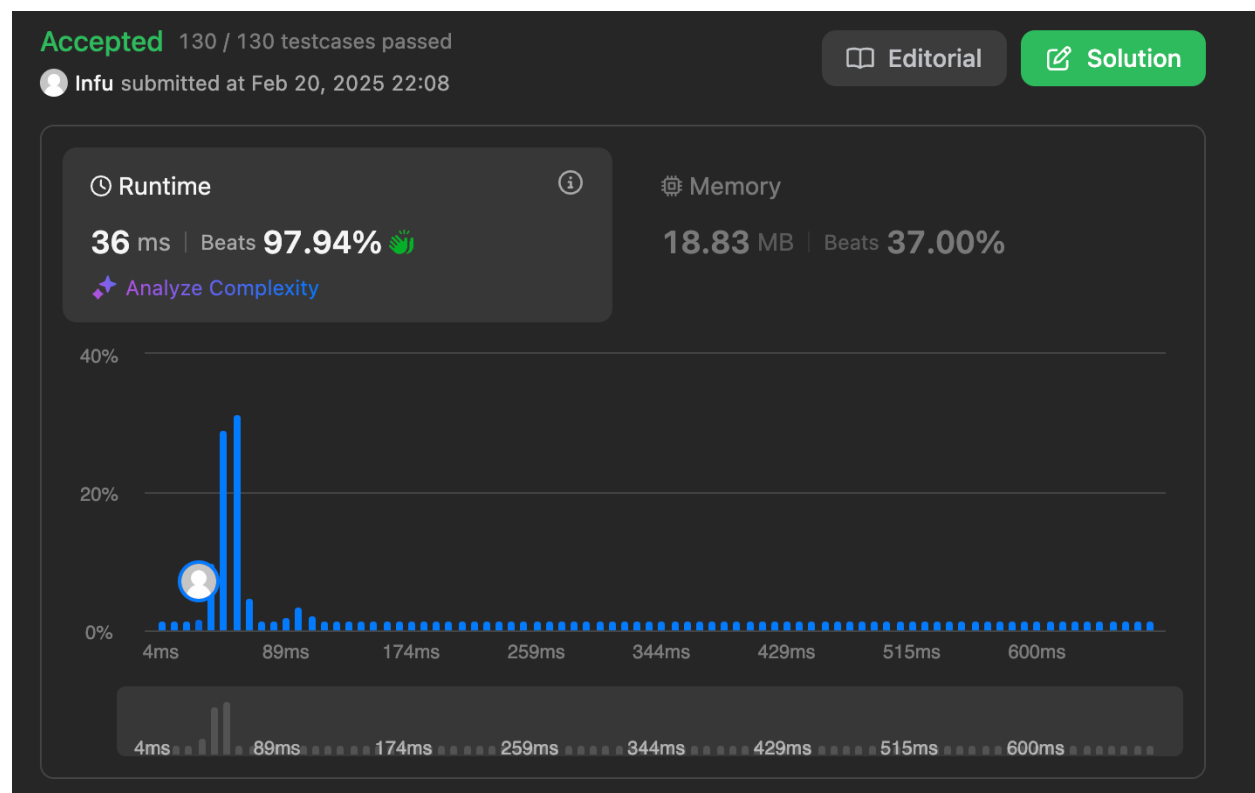 Accepted 130 / 130 testcases passed
Infu submitted at Feb 20, 2025 22:08
Editorial
Solution
Runtime
36 ms | Beats 97.94%
Analyze Complexity
Memory
18.83 MB | Beats 37.00%
40%
20%
0%
4ms 89ms 174ms 259ms 344ms 429ms 515ms 600ms
4ms 89ms 174ms 259ms 344ms 429ms 515ms 600ms